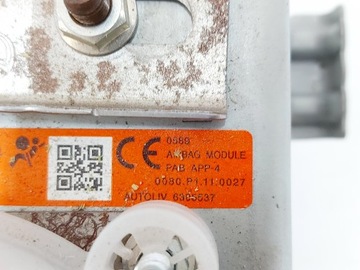 CE
0589
AIRBAG MODULE
PAB APP-4
0080.P1.11.0027
AUTOLIV 6305537